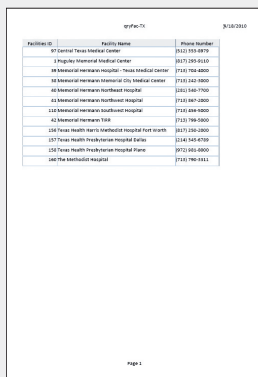 qryFac-TX 9/18/2010
Facilities ID Facility Name Phone Number
97 Central Texas Medical Center (512) 353-8979
1 Huguley Memorial Medical Center (817) 293-9110
39 Memorial Hermann Hospital - Texas Medical Center (713) 704-4000
38 Memorial Hermann Memorial City Medical Center (713) 242-3000
40 Memorial Hermann Northeast Hospital (281) 540-7700
41 Memorial Hermann Northwest Hospital (713) 867-2000
110 Memorial Hermann Southwest Hospital (713) 456-5000
42 Memorial Hermann TIRR (713) 799-5000
156 Texas Health Harris Methodist Hospital Fort Worth (817) 250-2000
157 Texas Health Presbyterian Hospital Dallas (214) 345-6789
158 Texas Health Presbyterian Hospital Plano (972) 981-8000
160 The Methodist Hospital (713) 790-3311
Page 1